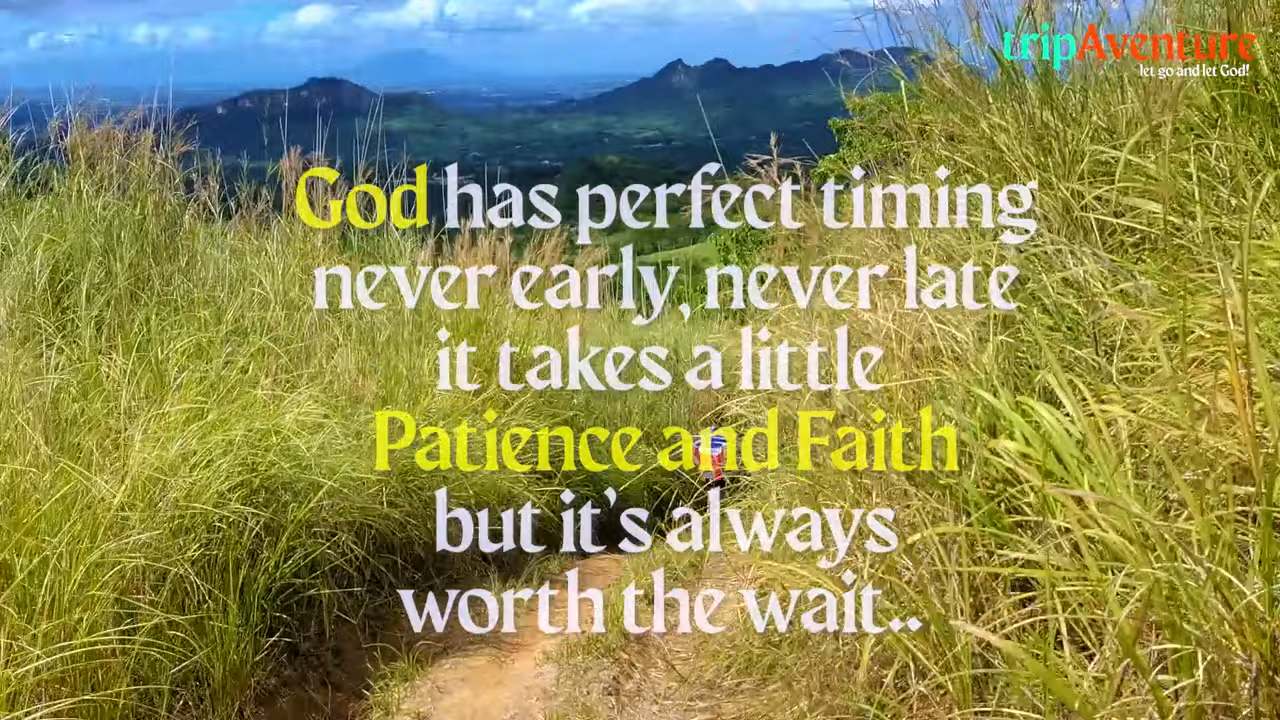 tripAventure
let go and let God!
God has perfect timing
never early, never late
it takes a little
Patience and Faith
but it's always
worth the wait..